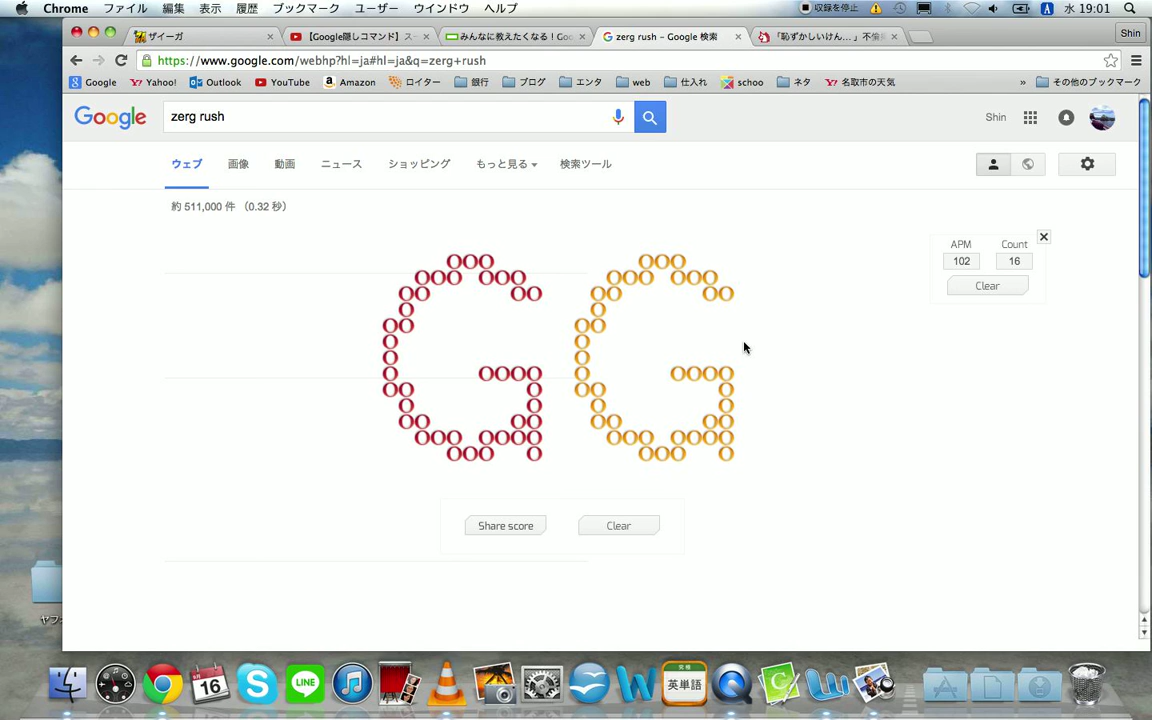 Chrome ファイル 編集 表示 履歴 ブックマーク ユーザー ウインドウ ヘルプ 収録を停止 A 水 19:01
ザイーガ 【Google隠しコマンド】ス みんなに教えたくなる！Goo zerg rush - Google 検索 「恥ずかしいけん… 」不倫 Shin
https://www.google.com/webhp?hl=ja#hl=ja&q=zerg+rush
Google Yahoo! Outlook YouTube Amazon ロイター 銀行 ブログ エンタ web 仕入れ schoo ネタ 名取市の天気 » その他のブックマーク
Google zerg rush Shin
ウェブ 画像 動画 ニュース ショッピング もっと見る 検索ツール
約 511,000 件 （0.32 秒）
APM Count
102 16
Clear
GG
Share score Clear
ヤフ
16 LINE 英単語